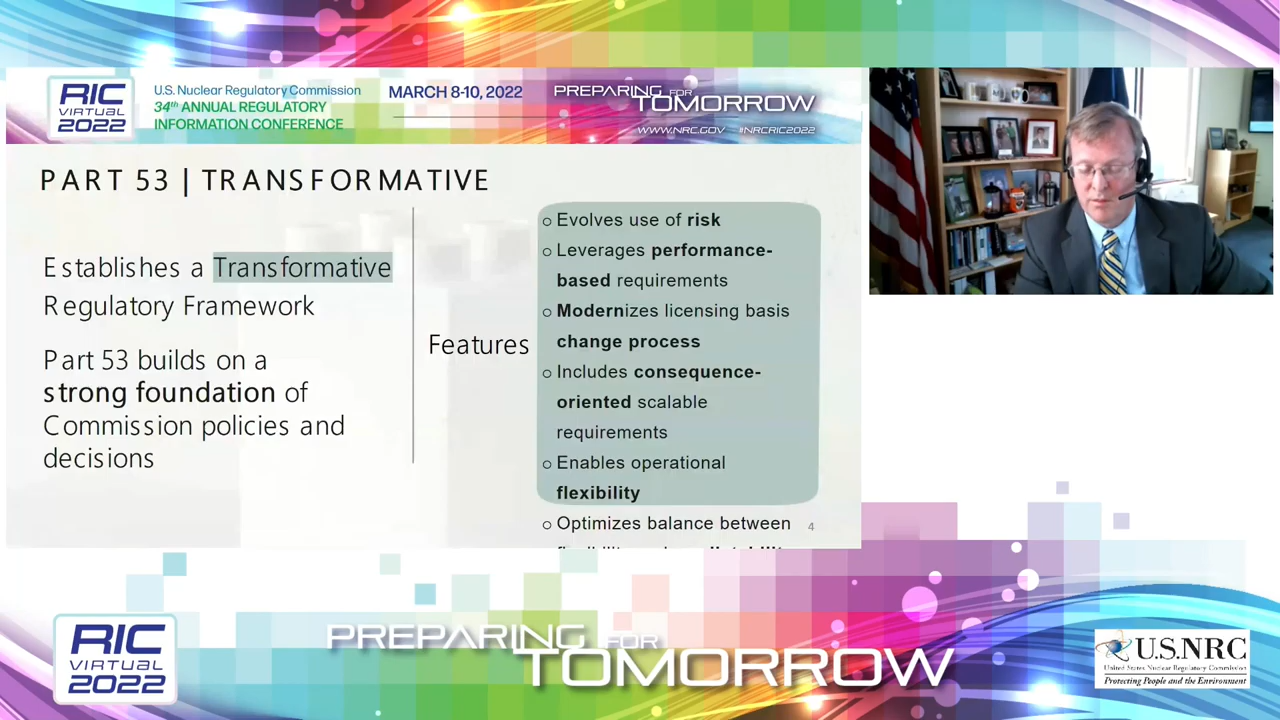 RIC
VIRTUAL
2022
U.S. Nuclear Regulatory Commission
34th ANNUAL REGULATORY
INFORMATION CONFERENCE
MARCH 8-10, 2022
PREPARING FOR
TOMORROW
WWW.NRC.GOV #NRCRIC2022
PART 53 | TRANSFORMATIVE
Establishes a Transformative
Regulatory Framework
Part 53 builds on a
strong foundation of
Commission policies and
decisions
Features
o Evolves use of risk
o Leverages performance-
based requirements
o Modernizes licensing basis
change process
o Includes consequence-
oriented scalable
requirements
o Enables operational
flexibility
o Optimizes balance between
4
RIC
VIRTUAL
2022
PREPARING FOR
TOMORROW
U.S.NRC
United States Nuclear Regulatory Commission
Protecting People and the Environment